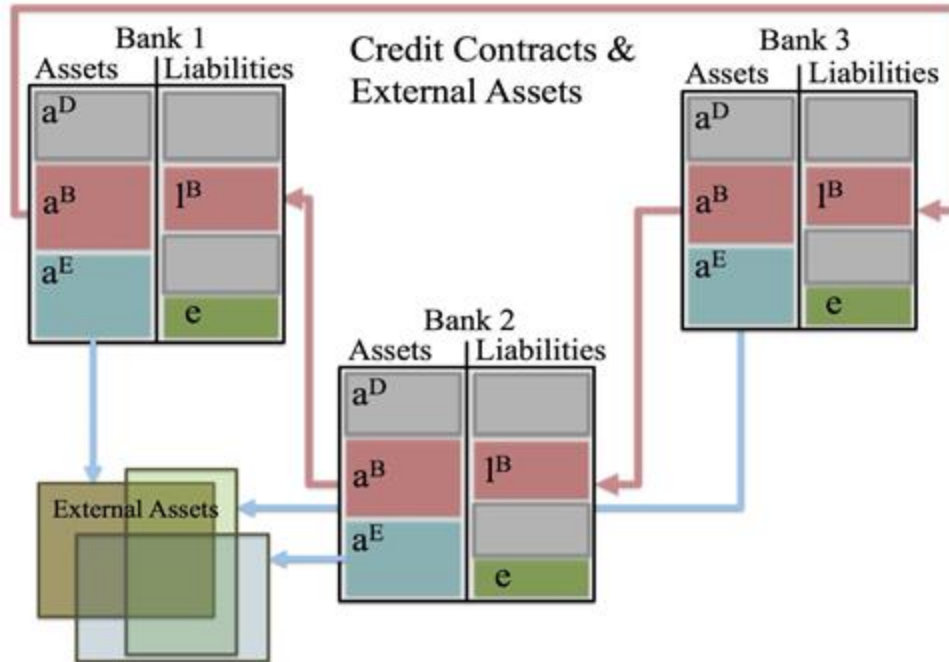 Bank 1
Assets Liabilities
a^D
a^B l^B
a^E
e
Credit Contracts &
External Assets
Bank 3
Assets Liabilities
a^D
a^B l^B
a^E
e
Bank 2
Assets Liabilities
a^D
a^B l^B
a^E
e
External Assets